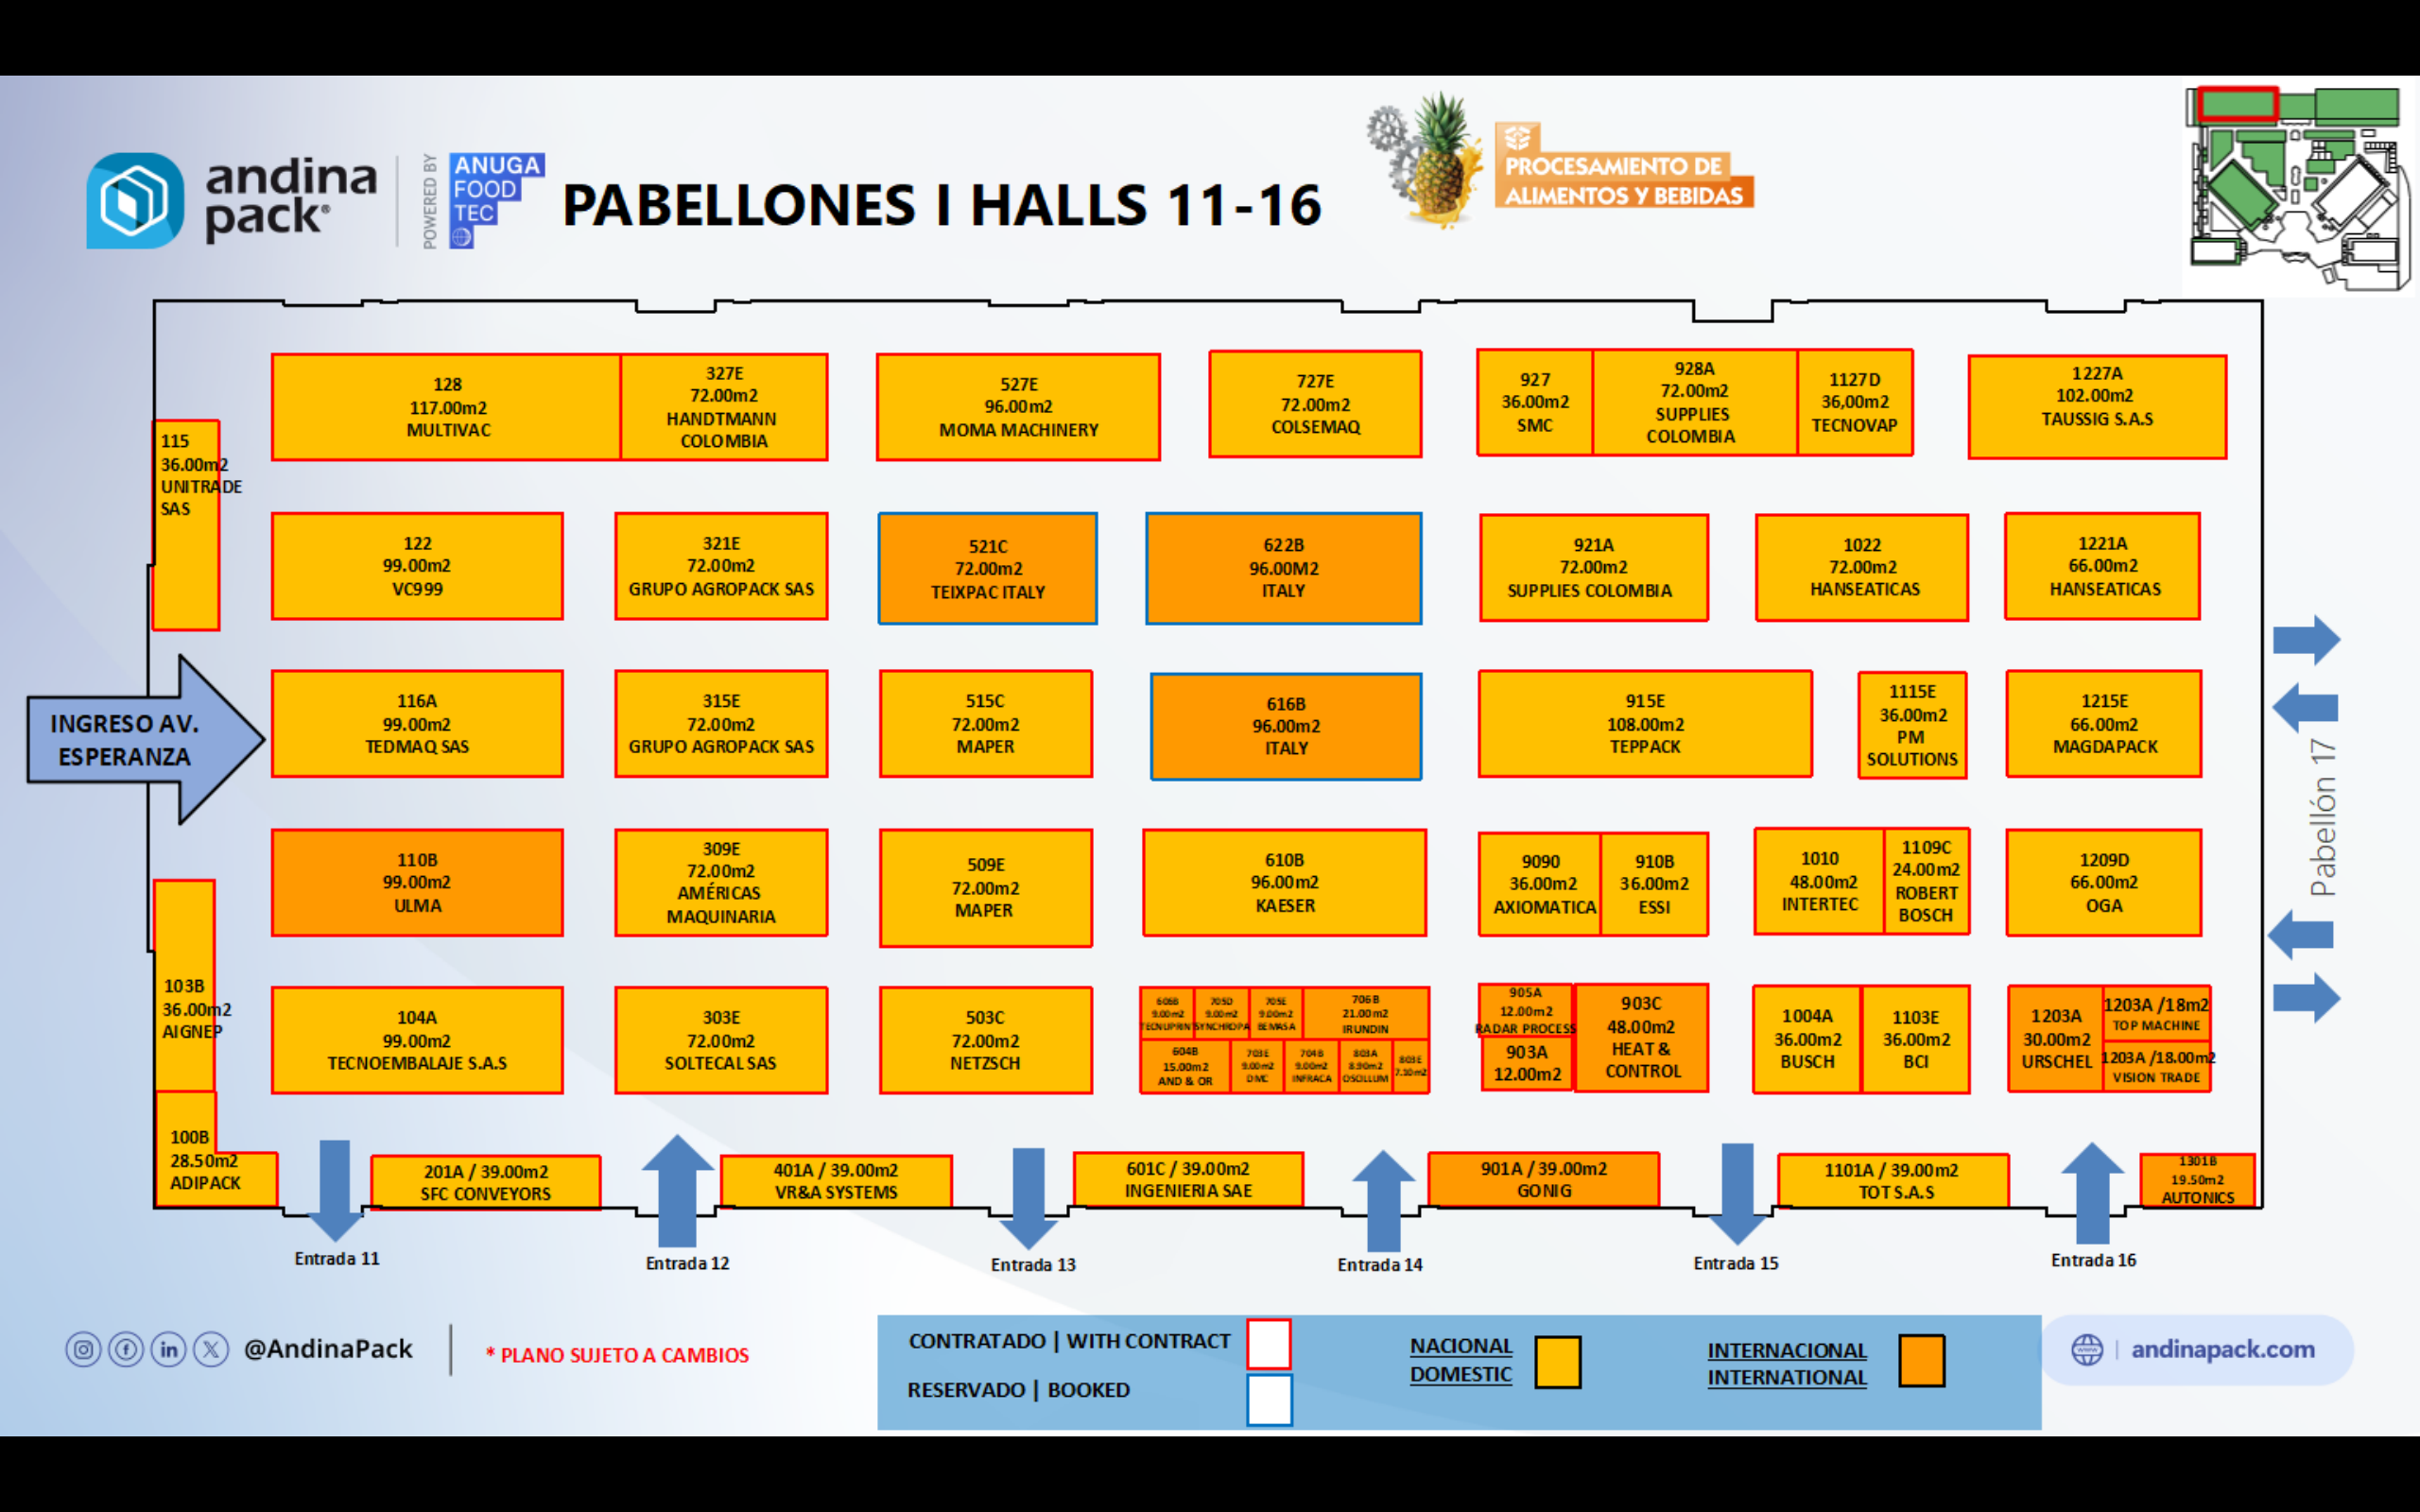 andina
pack®
POWERED BY
ANUGA
FOOD
TEC
PABELLONES I HALLS 11-16
PROCESAMIENTO DE
ALIMENTOS Y BEBIDAS
128
117.00m2
MULTIVAC
327E
72.00m2
HANDTMANN
COLOMBIA
527E
96.00m2
MOMA MACHINERY
727E
72.00m2
COLSEMAQ
927
36.00m2
SMC
928A
72.00m2
SUPPLIES
COLOMBIA
1127D
36,00m2
TECNOVAP
1227A
102.00m2
TAUSSIG S.A.S
115
36.00m2
UNITRADE
SAS
122
99.00m2
VC999
321E
72.00m2
GRUPO AGROPACK SAS
521C
72.00m2
TEIXPAC ITALY
622B
96.00M2
ITALY
921A
72.00m2
SUPPLIES COLOMBIA
1022
72.00m2
HANSEATICAS
1221A
66.00m2
HANSEATICAS
INGRESO AV.
ESPERANZA
116A
99.00m2
TEDMAQ SAS
315E
72.00m2
GRUPO AGROPACK SAS
515C
72.00m2
MAPER
616B
96.00m2
ITALY
915E
108.00m2
TEPPACK
1115E
36.00m2
PM
SOLUTIONS
1215E
66.00m2
MAGDAPACK
Pabellón 17
110B
99.00m2
ULMA
309E
72.00m2
AMÉRICAS
MAQUINARIA
509E
72.00m2
MAPER
610B
96.00m2
KAESER
9090
36.00m2
AXIOMATICA
910B
36.00m2
ESSI
1010
48.00m2
INTERTEC
1109C
24.00m2
ROBERT
BOSCH
1209D
66.00m2
OGA
103B
36.00m2
AIGNEP
104A
99.00m2
TECNOEMBALAJE S.A.S
303E
72.00m2
SOLTECAL SAS
503C
72.00m2
NETZSCH
606B
9.00m2
TECNUPRINT
705D
9.00m2
SYNCHROPA
705E
9.00m2
BEMASA
706B
21.00m2
IRUNDIN
604B
15.00m2
AND & OR
703E
9.00m2
DMC
704B
9.00m2
INFRACA
803A
8.90m2
OSCILLUM
803E
7.10m2
905A
12.00m2
RADAR PROCESS
903A
12.00m2
903C
48.00m2
HEAT &
CONTROL
1004A
36.00m2
BUSCH
1103E
36.00m2
BCI
1203A
30.00m2
URSCHEL
1203A /18m2
TOP MACHINE
1203A /18.00m2
VISION TRADE
100B
28.50m2
ADIPACK
201A / 39.00m2
SFC CONVEYORS
401A / 39.00m2
VR&A SYSTEMS
601C / 39.00m2
INGENIERIA SAE
901A / 39.00m2
GONIG
1101A / 39.00m2
TOT S.A.S
1301B
19.50m2
AUTONICS
Entrada 11
Entrada 12
Entrada 13
Entrada 14
Entrada 15
Entrada 16
@AndinaPack
* PLANO SUJETO A CAMBIOS
CONTRATADO | WITH CONTRACT
RESERVADO | BOOKED
NACIONAL
DOMESTIC
INTERNACIONAL
INTERNATIONAL
andinapack.com